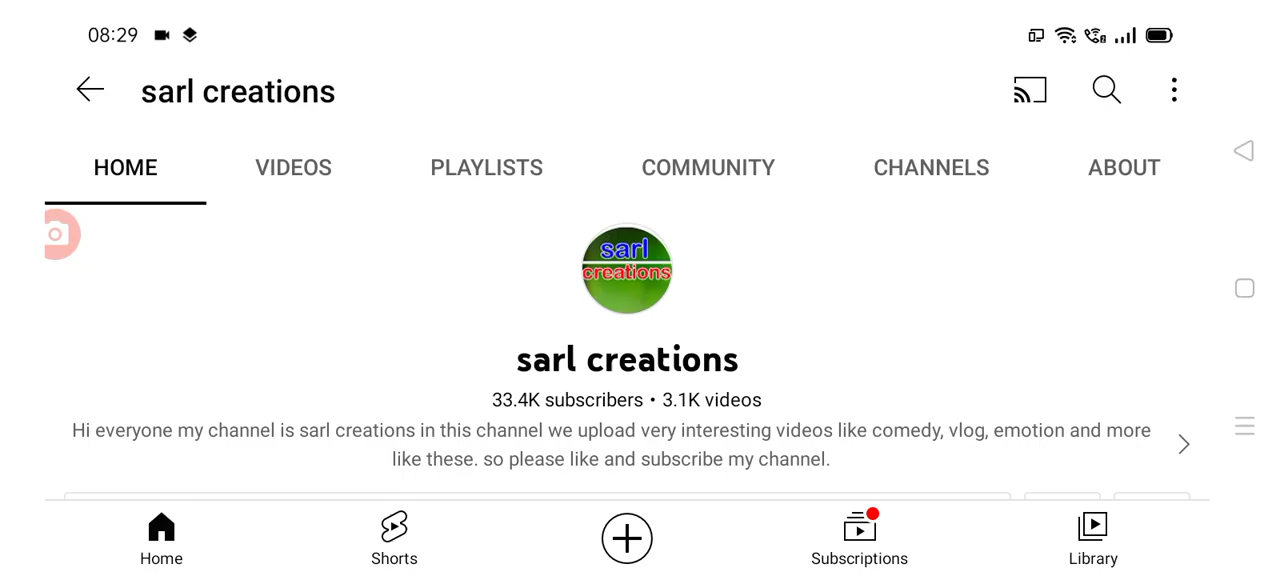 08:29
sarl creations
HOME VIDEOS PLAYLISTS COMMUNITY CHANNELS ABOUT
sarl
creations
sarl creations
33.4K subscribers • 3.1K videos
Hi everyone my channel is sarl creations in this channel we upload very interesting videos like comedy, vlog, emotion and more
like these. so please like and subscribe my channel.
Home Shorts Subscriptions Library